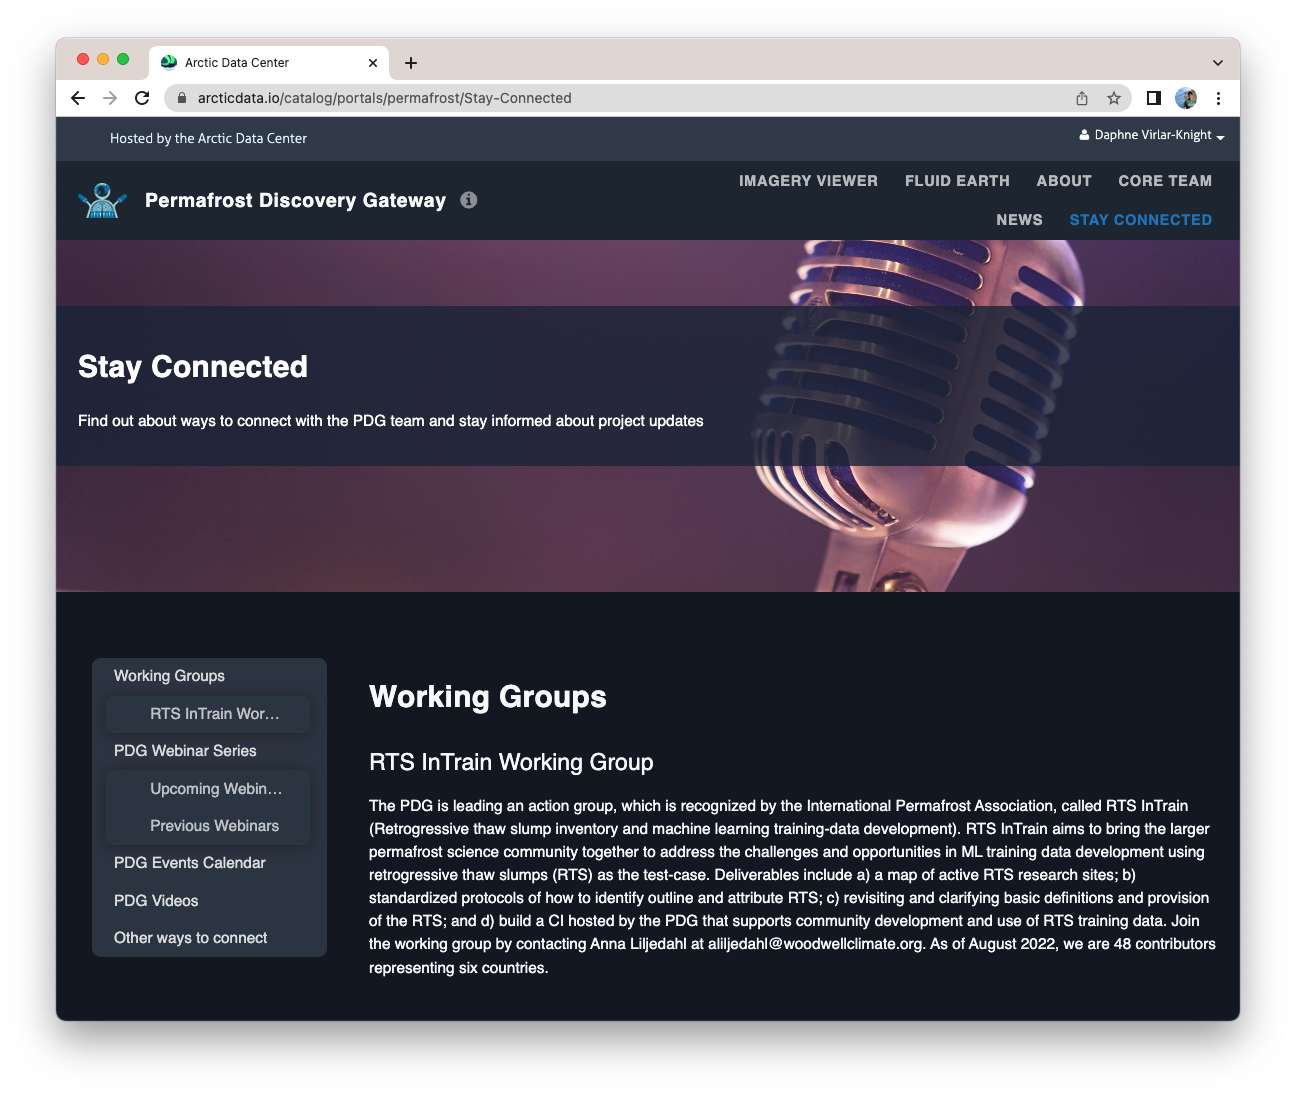 Arctic Data Center
arcticdata.io/catalog/portals/permafrost/Stay-Connected
Hosted by the Arctic Data Center
Daphne Virlar-Knight
Permafrost Discovery Gateway
IMAGERY VIEWER FLUID EARTH ABOUT CORE TEAM
NEWS STAY CONNECTED
Stay Connected
Find out about ways to connect with the PDG team and stay informed about project updates
Working Groups
RTS InTrain Wor…
PDG Webinar Series
Upcoming Webin…
Previous Webinars
PDG Events Calendar
PDG Videos
Other ways to connect
Working Groups
RTS InTrain Working Group
The PDG is leading an action group, which is recognized by the International Permafrost Association, called RTS InTrain
(Retrogressive thaw slump inventory and machine learning training-data development). RTS InTrain aims to bring the larger
permafrost science community together to address the challenges and opportunities in ML training data development using
retrogressive thaw slumps (RTS) as the test-case. Deliverables include a) a map of active RTS research sites; b)
standardized protocols of how to identify outline and attribute RTS; c) revisiting and clarifying basic definitions and provision
of the RTS; and d) build a CI hosted by the PDG that supports community development and use of RTS training data. Join
the working group by contacting Anna Liljedahl at aliljedahl@woodwellclimate.org. As of August 2022, we are 48 contributors
representing six countries.